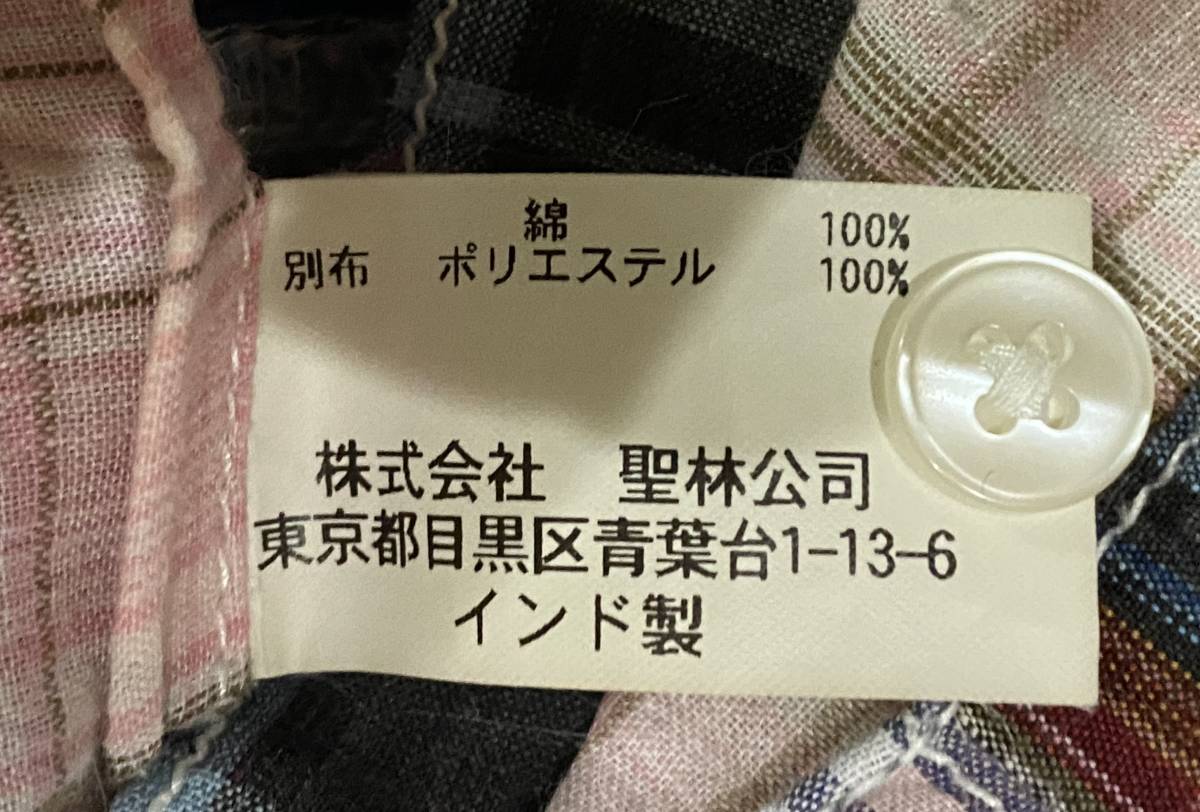 綿 100%
別布 ポリエステル 100%
株式会社 聖林公司
東京都目黒区青葉台1-13-6
インド製